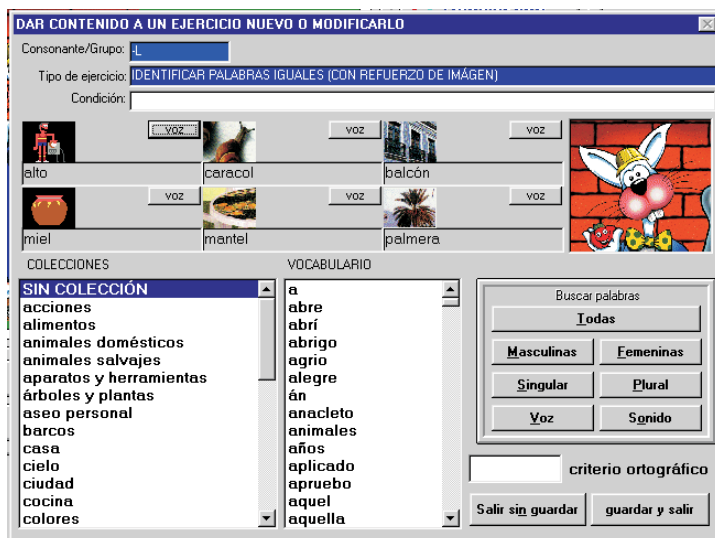 DAR CONTENIDO A UN EJERCICIO NUEVO O MODIFICARLO
Consonante/Grupo: -L
Tipo de ejercicio: IDENTIFICAR PALABRAS IGUALES (CON REFUERZO DE IMÁGEN)
Condición:
voz voz voz
alto caracol balcón
voz voz voz
miel mantel palmera
COLECCIONES
SIN COLECCIÓN
acciones
alimentos
animales domésticos
animales salvajes
aparatos y herramientas
árboles y plantas
aseo personal
barcos
casa
cielo
ciudad
cocina
colores
VOCABULARIO
a
abre
abrí
abrigo
agrio
alegre
án
anacleto
animales
años
aplicado
apruebo
aquel
aquella
Buscar palabras
Todas
Masculinas Femeninas
Singular Plural
Voz Sonido
criterio ortográfico
Salir sin guardar guardar y salir